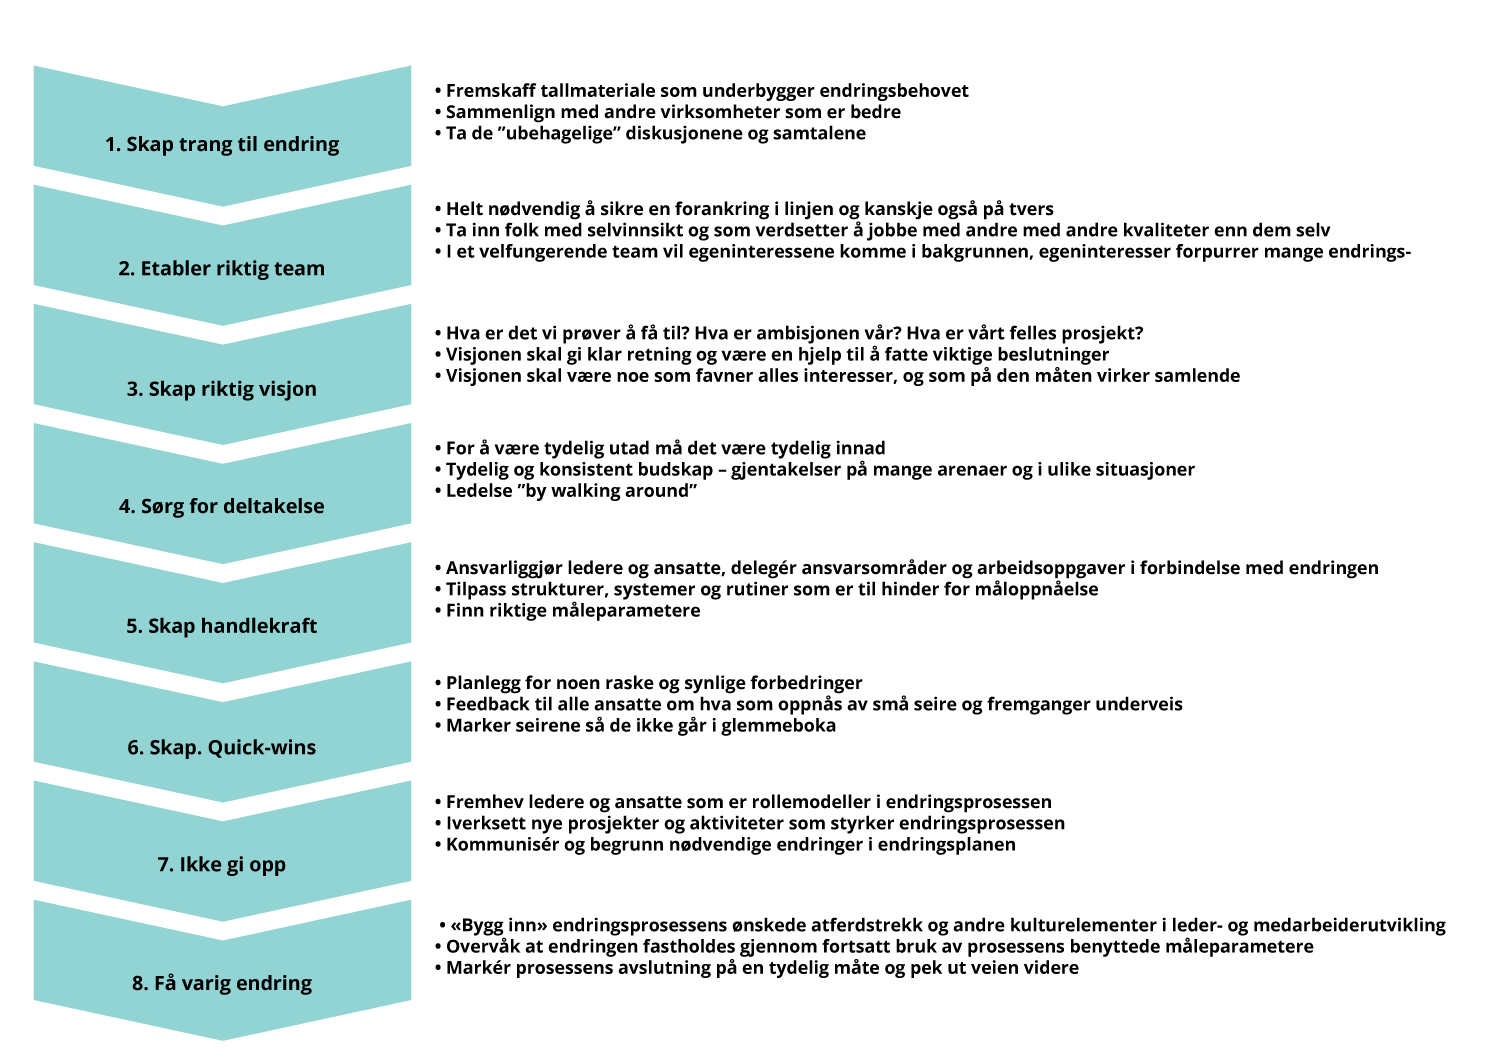 1. Skap trang til endring
• Fremskaff tallmateriale som underbygger endringsbehovet
• Sammenlign med andre virksomheter som er bedre
• Ta de ”ubehagelige” diskusjonene og samtalene
2. Etabler riktig team
• Helt nødvendig å sikre en forankring i linjen og kanskje også på tvers
• Ta inn folk med selvinnsikt og som verdsetter å jobbe med andre med andre kvaliteter enn dem selv
• I et velfungerende team vil egeninteressene komme i bakgrunnen, egeninteresser forpurrer mange endrings-
3. Skap riktig visjon
• Hva er det vi prøver å få til? Hva er ambisjonen vår? Hva er vårt felles prosjekt?
• Visjonen skal gi klar retning og være en hjelp til å fatte viktige beslutninger
• Visjonen skal være noe som favner alles interesser, og som på den måten virker samlende
4. Sørg for deltakelse
• For å være tydelig utad må det være tydelig innad
• Tydelig og konsistent budskap – gjentakelser på mange arenaer og i ulike situasjoner
• Ledelse ”by walking around”
5. Skap handlekraft
• Ansvarliggjør ledere og ansatte, delegér ansvarsområder og arbeidsoppgaver i forbindelse med endringen
• Tilpass strukturer, systemer og rutiner som er til hinder for måloppnåelse
• Finn riktige måleparametere
6. Skap. Quick-wins
• Planlegg for noen raske og synlige forbedringer
• Feedback til alle ansatte om hva som oppnås av små seire og fremganger underveis
• Marker seirene så de ikke går i glemmeboka
7. Ikke gi opp
• Fremhev ledere og ansatte som er rollemodeller i endringsprosessen
• Iverksett nye prosjekter og aktiviteter som styrker endringsprosessen
• Kommunisér og begrunn nødvendige endringer i endringsplanen
8. Få varig endring
• «Bygg inn» endringsprosessens ønskede atferdstrekk og andre kulturelementer i leder- og medarbeiderutvikling
• Overvåk at endringen fastholdes gjennom fortsatt bruk av prosessens benyttede måleparametere
• Markér prosessens avslutning på en tydelig måte og pek ut veien videre